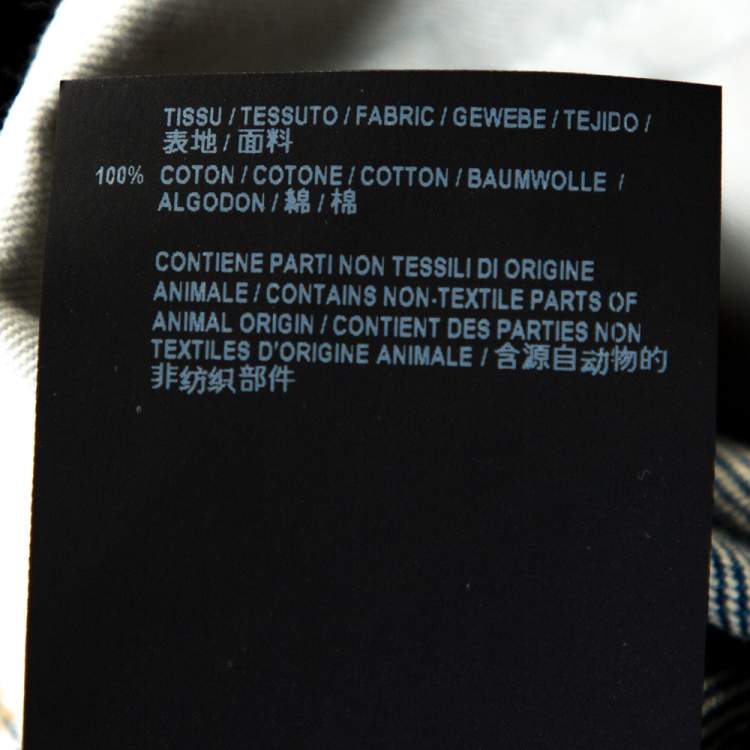 TISSU / TESSUTO / FABRIC / GEWEBE / TEJIDO /
表地 / 面料
100% COTON / COTONE / COTTON / BAUMWOLLE /
ALGODON / 綿 / 棉
CONTIENE PARTI NON TESSILI DI ORIGINE
ANIMALE / CONTAINS NON-TEXTILE PARTS OF
ANIMAL ORIGIN / CONTIENT DES PARTIES NON
TEXTILES D'ORIGINE ANIMALE / 含源自动物的
非纺织部件